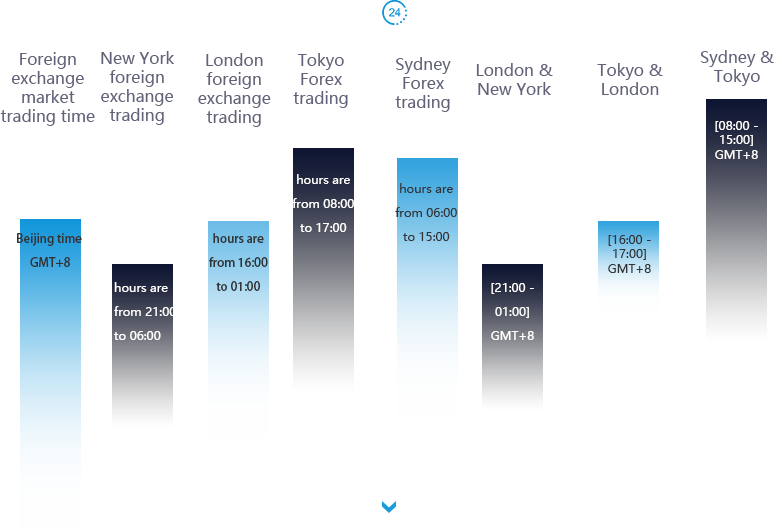 24
Foreign
exchange
market
trading time
New York
foreign
exchange
trading
London
foreign
exchange
trading
Tokyo
Forex
trading
Sydney
Forex
trading
London &
New York
Tokyo &
London
Sydney &
Tokyo
Beijing time
GMT+8
hours are
from 21:00
to 06:00
hours are
from 16:00
to 01:00
hours are
from 08:00
to 17:00
hours are
from 06:00
to 15:00
[21:00 -
01:00]
GMT+8
[16:00 -
17:00]
GMT+8
[08:00 -
15:00]
GMT+8